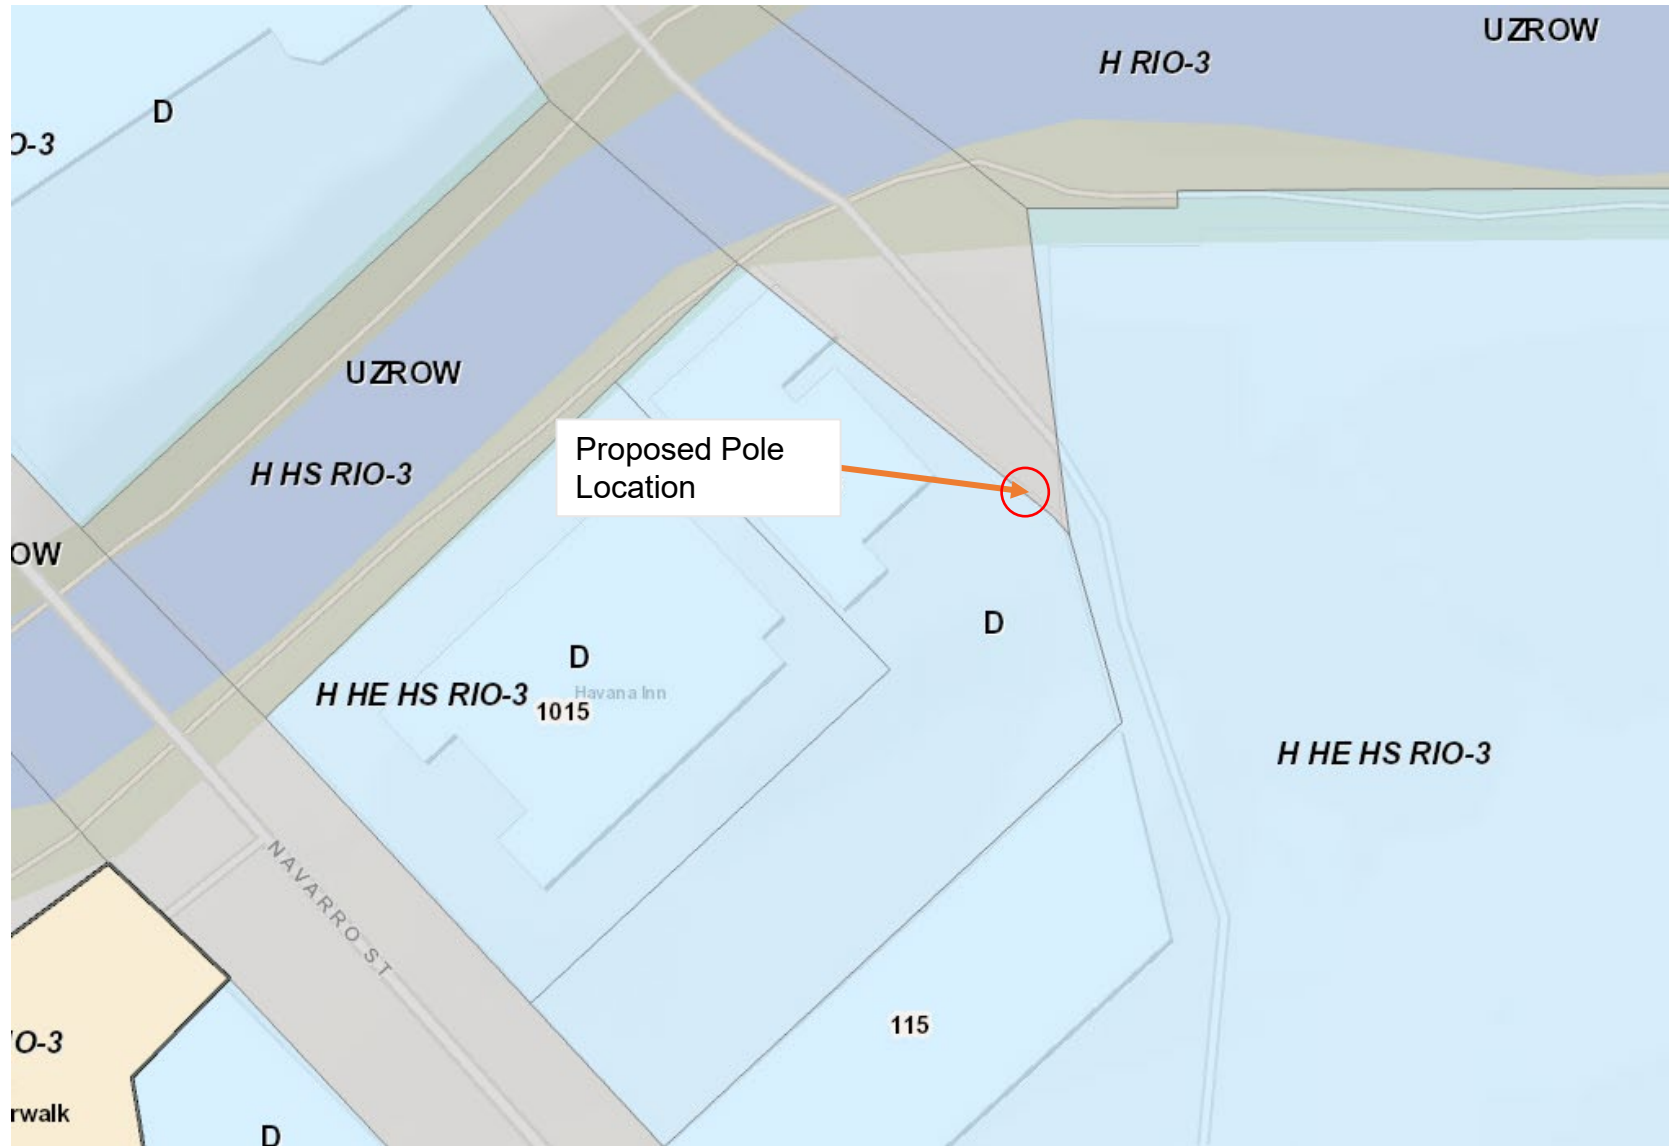 UZROW
H RIO-3
D
O-3
UZROW
Proposed Pole
Location
H HS RIO-3
OW
D
D
H HE HS RIO-3
Havana Inn
1015
H HE HS RIO-3
NAVARRO ST
115
O-3
rwalk
D